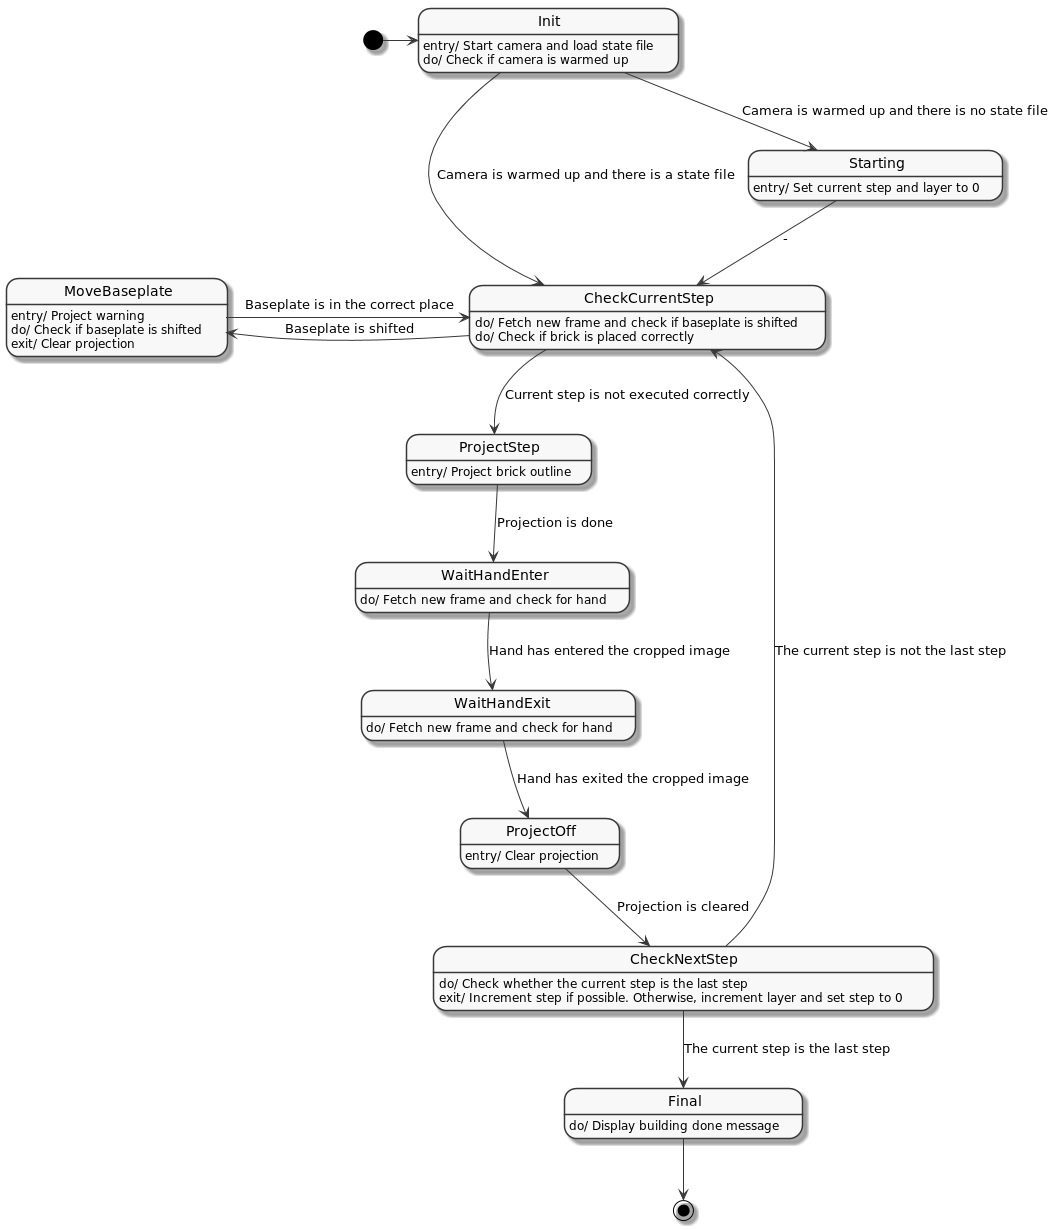 Init
entry/ Start camera and load state file
do/ Check if camera is warmed up
Camera is warmed up and there is no state file
Camera is warmed up and there is a state file
Starting
entry/ Set current step and layer to 0
-
MoveBaseplate
entry/ Project warning
do/ Check if baseplate is shifted
exit/ Clear projection
Baseplate is in the correct place
Baseplate is shifted
CheckCurrentStep
do/ Fetch new frame and check if baseplate is shifted
do/ Check if brick is placed correctly
Current step is not executed correctly
ProjectStep
entry/ Project brick outline
Projection is done
WaitHandEnter
do/ Fetch new frame and check for hand
Hand has entered the cropped image
The current step is not the last step
WaitHandExit
do/ Fetch new frame and check for hand
Hand has exited the cropped image
ProjectOff
entry/ Clear projection
Projection is cleared
CheckNextStep
do/ Check whether the current step is the last step
exit/ Increment step if possible. Otherwise, increment layer and set step to 0
The current step is the last step
Final
do/ Display building done message